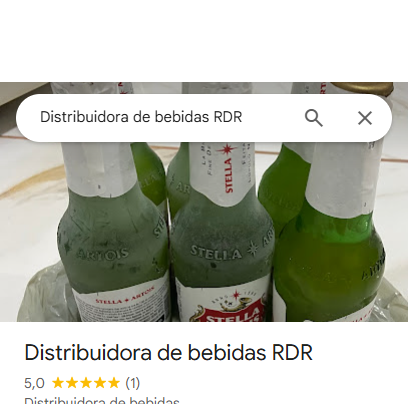 Distribuidora de bebidas RDR
STELLA
ARTOIS
STELLA ★ AR
STELLA ★ ARTOIS
STELLA
Distribuidora de bebidas RDR
5,0 ★★★★★ (1)
Distribuidora de bebidas